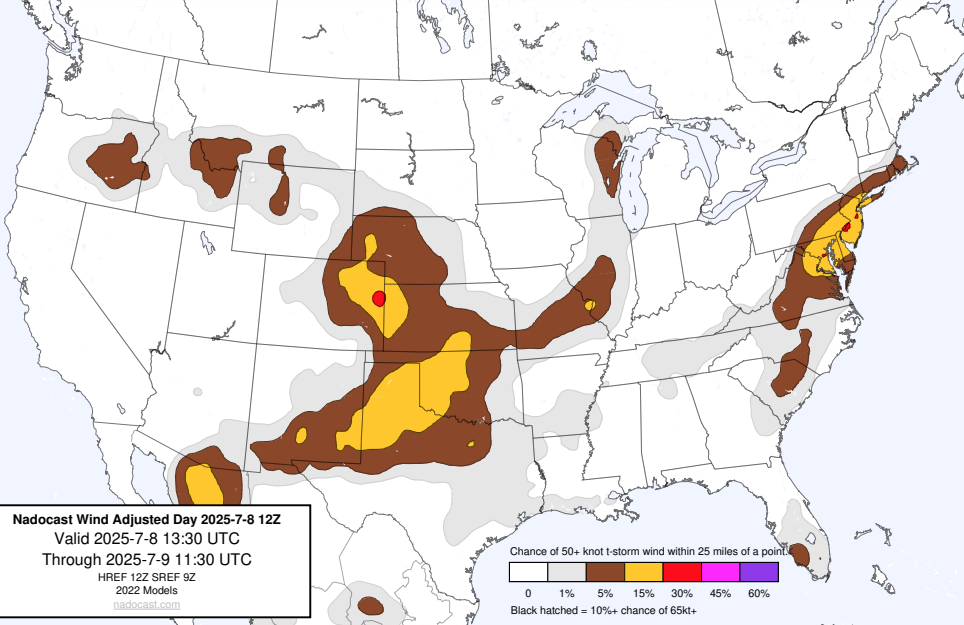 Nadocast Wind Adjusted Day 2025-7-8 12Z
Valid 2025-7-8 13:30 UTC
Through 2025-7-9 11:30 UTC
HREF 12Z SREF 9Z
2022 Models
nadocast.com
Chance of 50+ knot t-storm wind within 25 miles of a point.
0 1% 5% 15% 30% 45% 60%
Black hatched = 10%+ chance of 65kt+